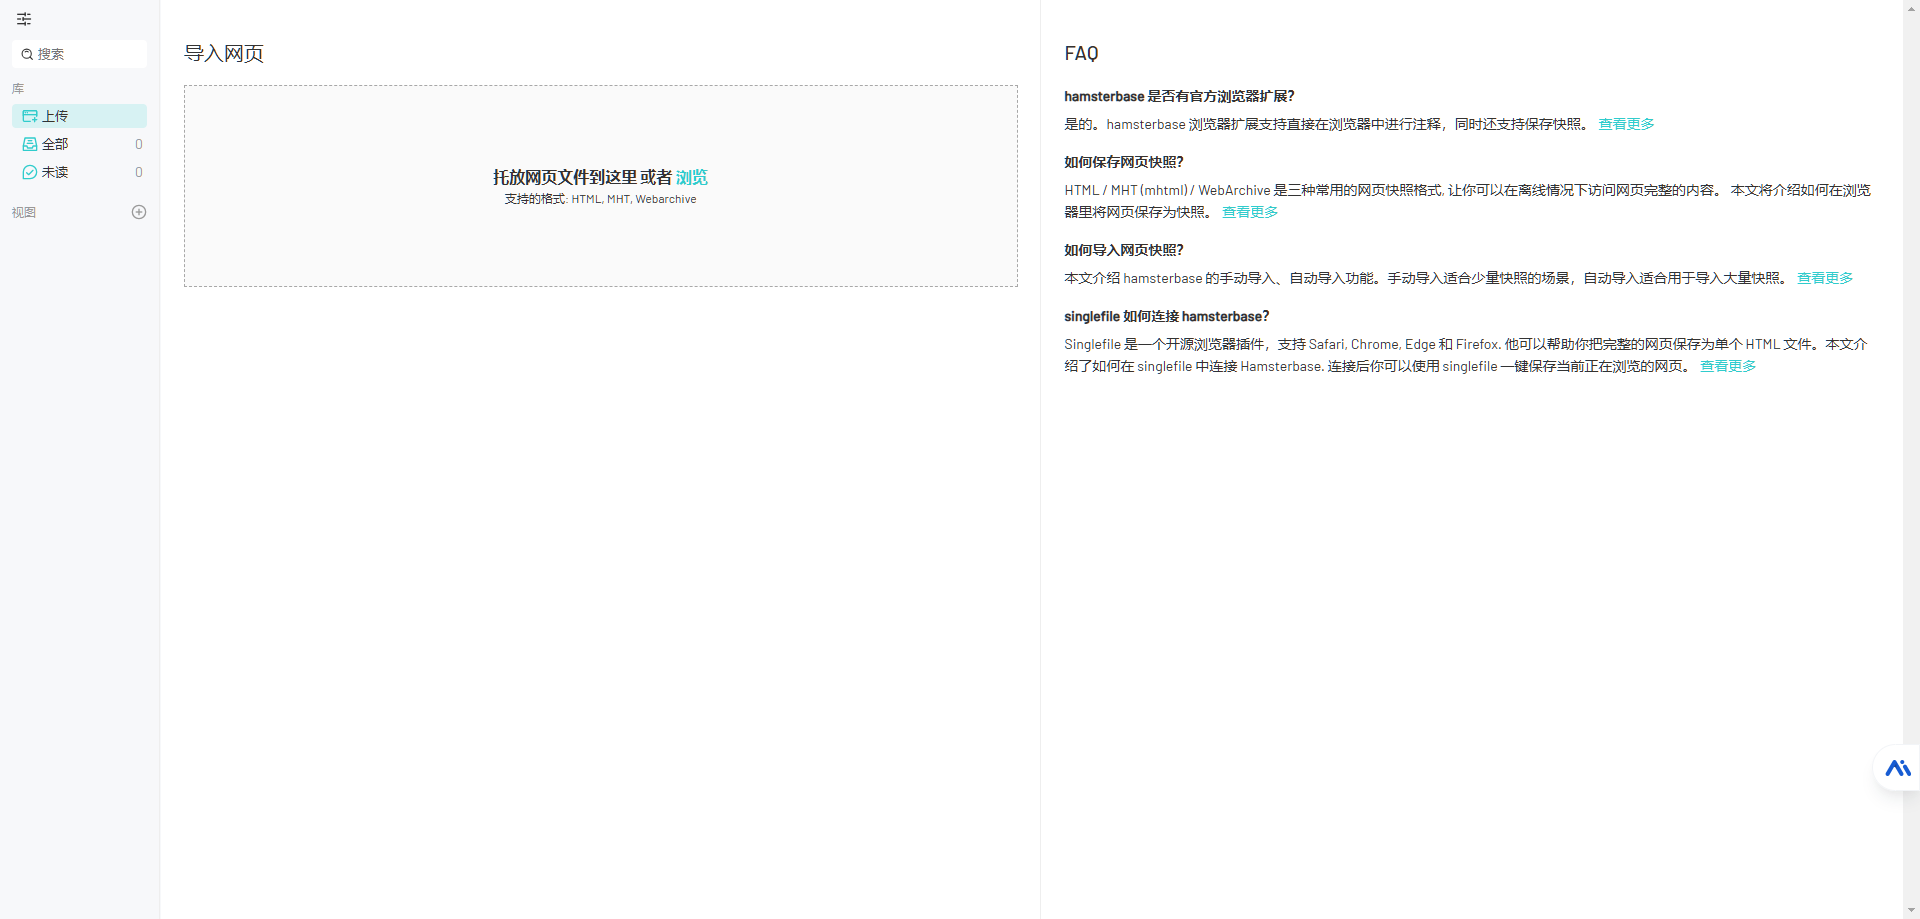 搜索
库
上传
全部 0
未读 0
视图
导入网页
托放网页文件到这里 或者 浏览
支持的格式: HTML, MHT, Webarchive
FAQ
hamsterbase 是否有官方浏览器扩展?
是的。hamsterbase 浏览器扩展支持直接在浏览器中进行注释，同时还支持保存快照。 查看更多
如何保存网页快照?
HTML / MHT (mhtml) / WebArchive 是三种常用的网页快照格式, 让你可以在离线情况下访问网页完整的内容。 本文将介绍如何在浏览
器里将网页保存为快照。 查看更多
如何导入网页快照?
本文介绍 hamsterbase 的手动导入、自动导入功能。手动导入适合少量快照的场景，自动导入适合用于导入大量快照。 查看更多
singlefile 如何连接 hamsterbase?
Singlefile 是一个开源浏览器插件，支持 Safari, Chrome, Edge 和 Firefox. 他可以帮助你把完整的网页保存为单个 HTML 文件。本文介
绍了如何在 singlefile 中连接 Hamsterbase. 连接后你可以使用 singlefile 一键保存当前正在浏览的网页。 查看更多